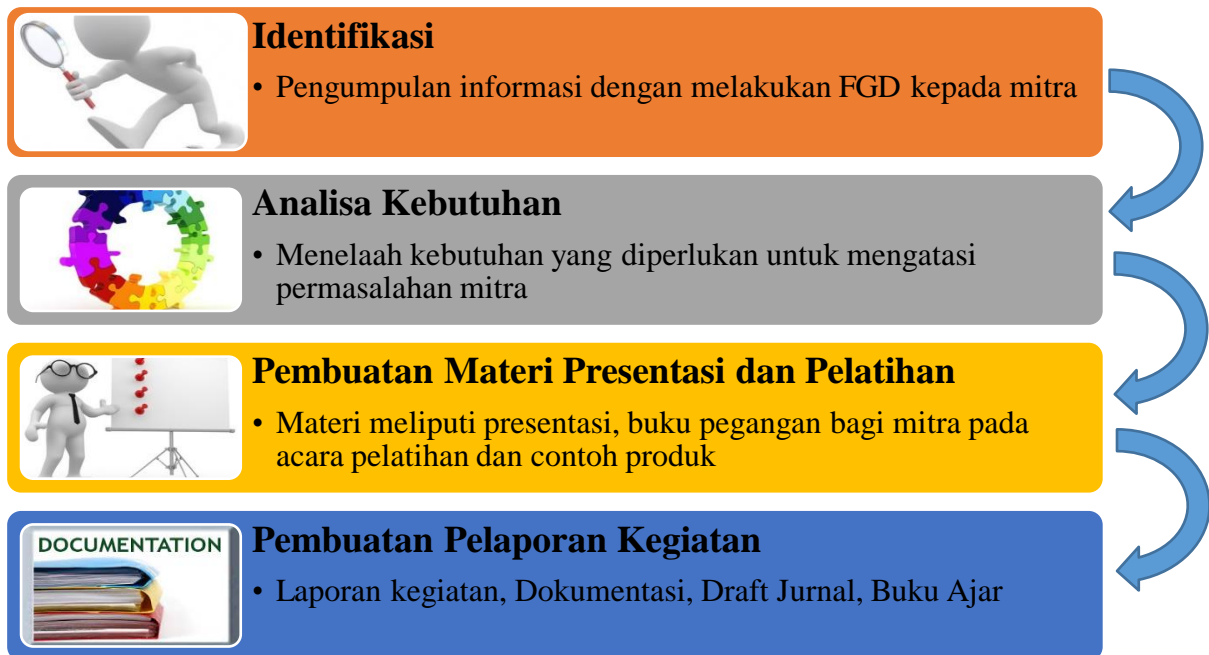 Identifikasi
• Pengumpulan informasi dengan melakukan FGD kepada mitra
Analisa Kebutuhan
• Menelaah kebutuhan yang diperlukan untuk mengatasi
permasalahan mitra
Pembuatan Materi Presentasi dan Pelatihan
• Materi meliputi presentasi, buku pegangan bagi mitra pada
acara pelatihan dan contoh produk
DOCUMENTATION
Pembuatan Pelaporan Kegiatan
• Laporan kegiatan, Dokumentasi, Draft Jurnal, Buku Ajar